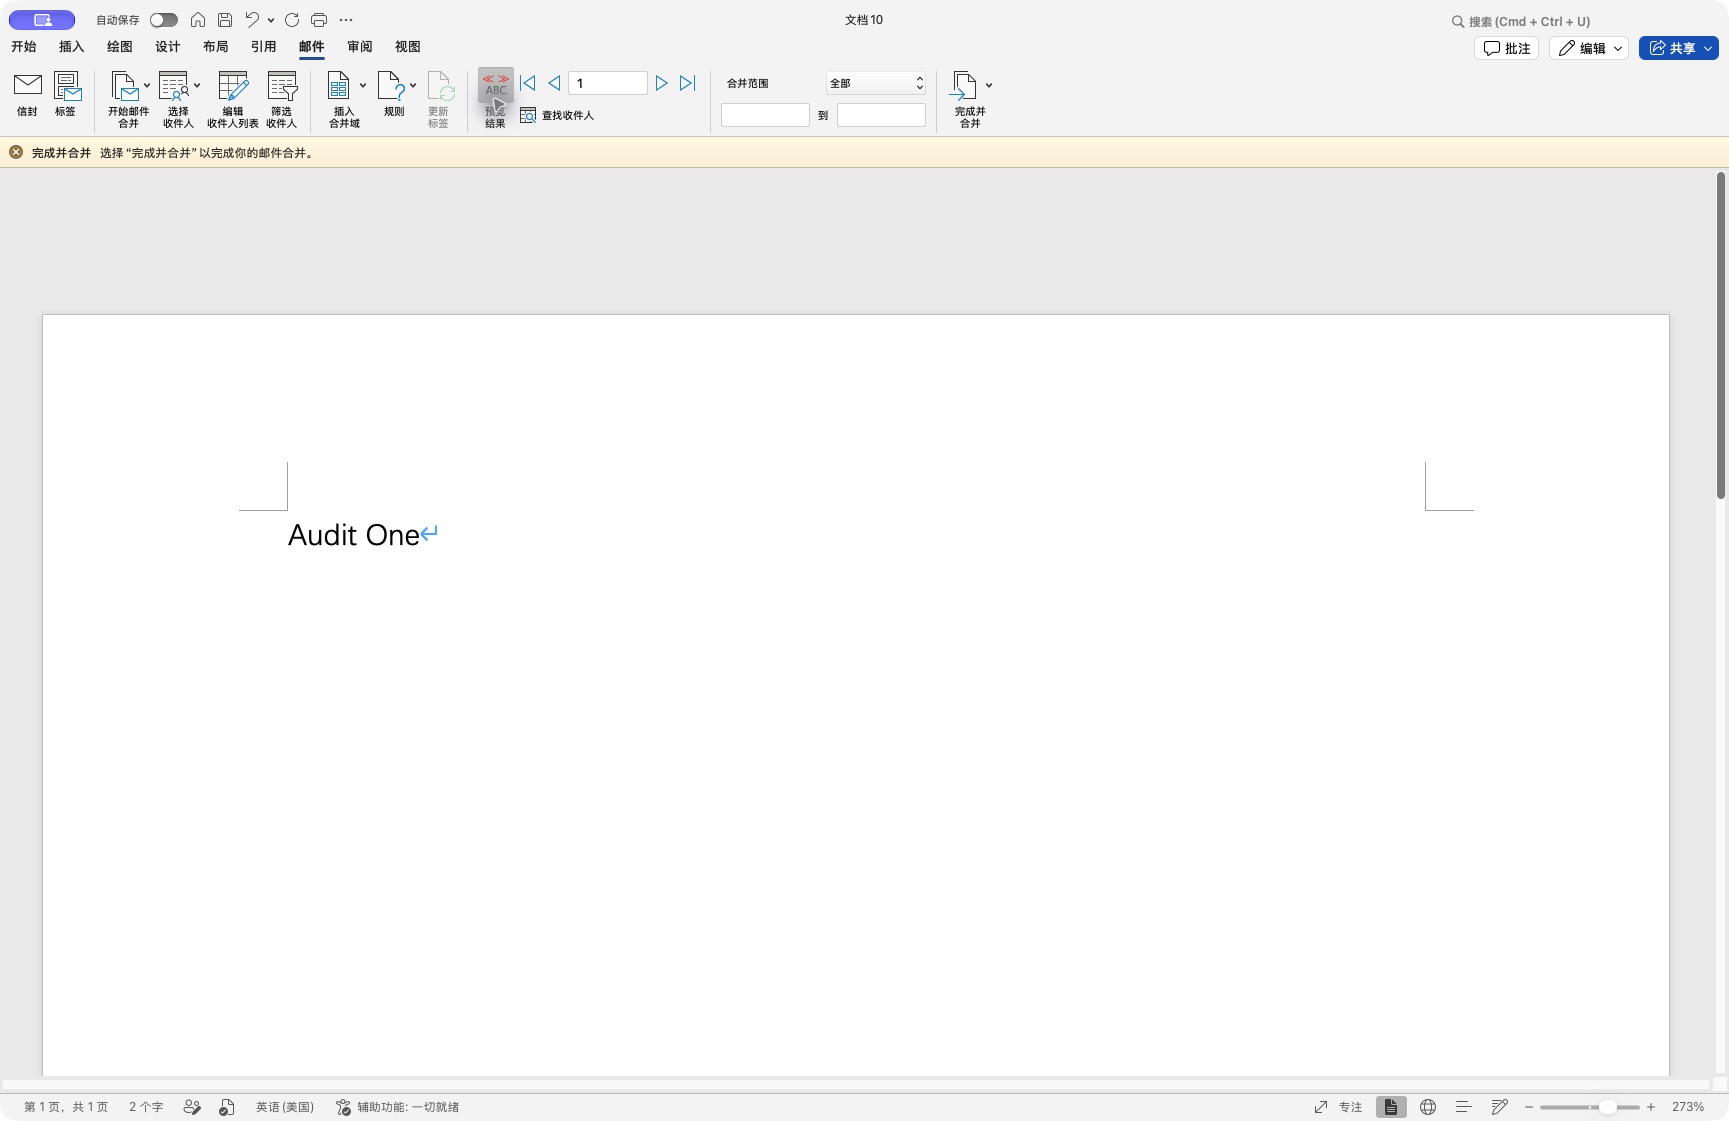 自动保存
文档10
搜索 (Cmd + Ctrl + U)
开始 插入 绘图 设计 布局 引用 邮件 审阅 视图
批注 编辑 共享
信封
标签
开始邮件
合并
选择
收件人
编辑
收件人列表
筛选
收件人
插入
合并域
规则
更新
标签
ABC
预览
结果
1
查找收件人
合并范围 全部
到
完成并
合并
完成并合并 选择“完成并合并”以完成你的邮件合并。
Audit One
第1页，共1页 2个字 英语(美国) 辅助功能: 一切就绪 专注 273%